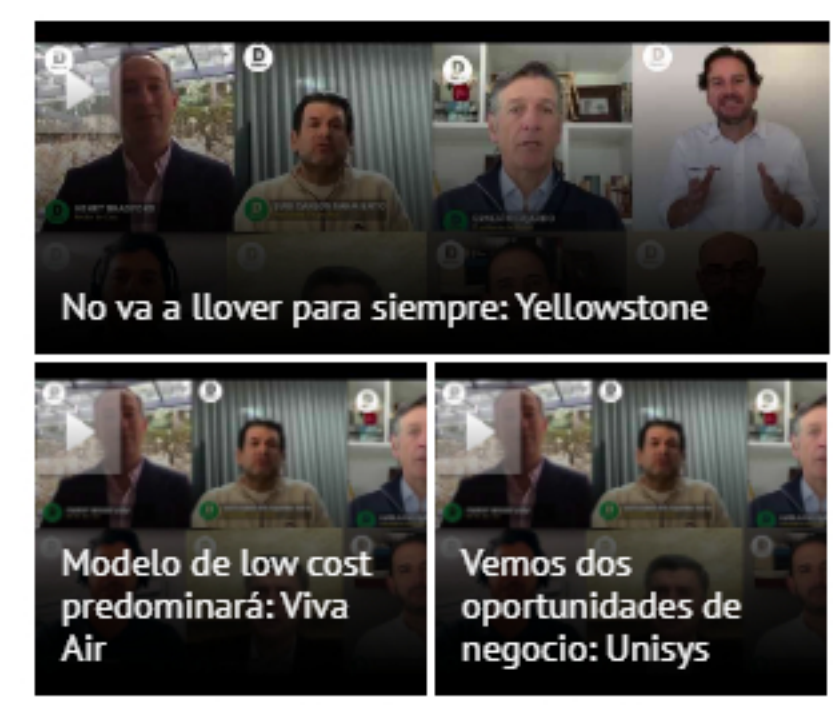 No va a llover para siempre: Yellowstone
Modelo de low cost
predominará: Viva
Air
Vemos dos
oportunidades de
negocio: Unisys